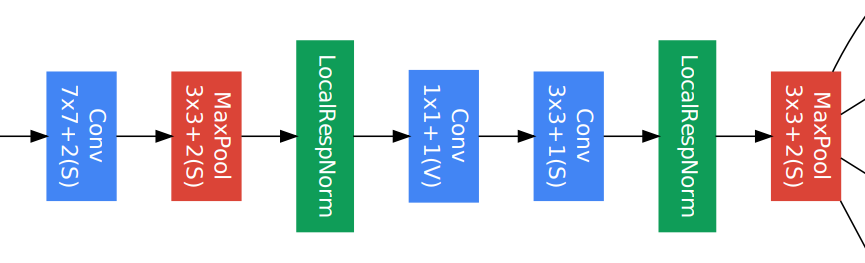 Conv
7x7+2(S)
MaxPool
3x3+2(S)
LocalRespNorm
Conv
1x1+1(V)
Conv
3x3+1(S)
LocalRespNorm
MaxPool
3x3+2(S)